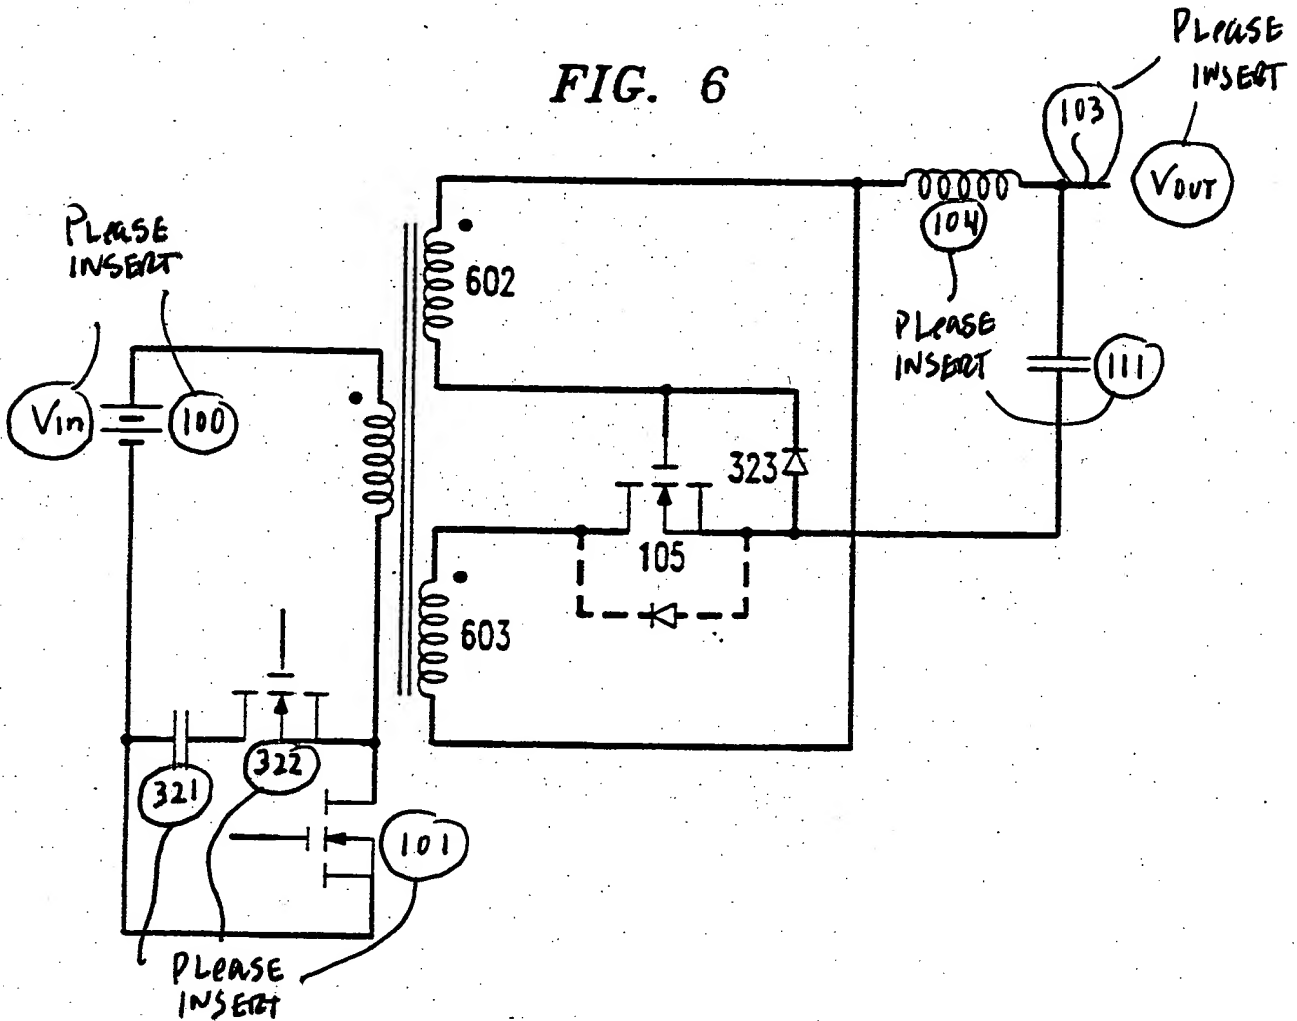 FIG. 6
PLeaSE
INSERT
103
VOUT
PLeaSE
INSERT
104
602
PLeaSE
INSERT
111
Vin
100
323
105
603
322
321
101
PLeaSE
INSERT